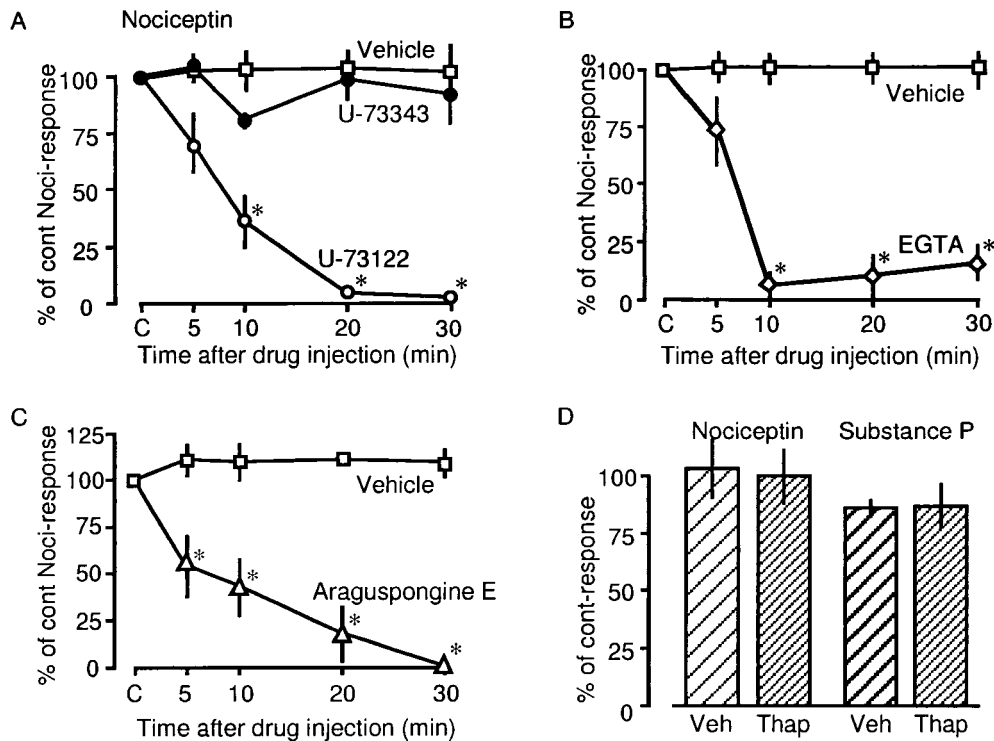 A
Nociceptin
% of cont Noci-response
100
75
50
25
0
Vehicle
U-73343
*
U-73122
*
*
C 5 10 20 30
Time after drug injection (min)
B
% of cont Noci-response
100
75
50
25
0
Vehicle
EGTA
*
*
*
C 5 10 20 30
Time after drug injection (min)
C
% of cont Noci-response
125
100
75
50
25
0
Vehicle
*
*
Araguspongine E
*
*
C 5 10 20 30
Time after drug injection (min)
D
Nociceptin Substance P
% of cont-response
100
75
50
25
0
Veh Thap Veh Thap